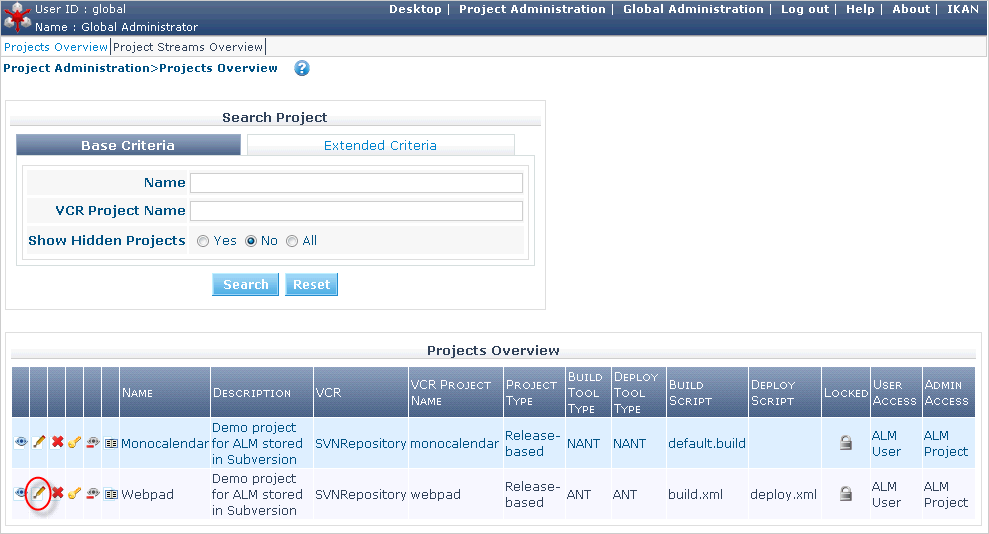 User ID : global
Name : Global Administrator
Desktop | Project Administration | Global Administration | Log out | Help | About | IKAN
Projects Overview | Project Streams Overview |
Project Administration>Projects Overview ?
Search Project
Base Criteria Extended Criteria
Name
VCR Project Name
Show Hidden Projects Yes No All
Search Reset
Projects Overview
Name Description VCR VCR Project Name Project Type Build Tool Type Deploy Tool Type Build Script Deploy Script Locked User Access Admin Access
Monocalendar Demo project for ALM stored in Subversion SVNRepository monocalendar Release-based NANT NANT default.build ALM User ALM Project
Webpad Demo project for ALM stored in Subversion SVNRepository webpad Release-based ANT ANT build.xml deploy.xml ALM User ALM Project